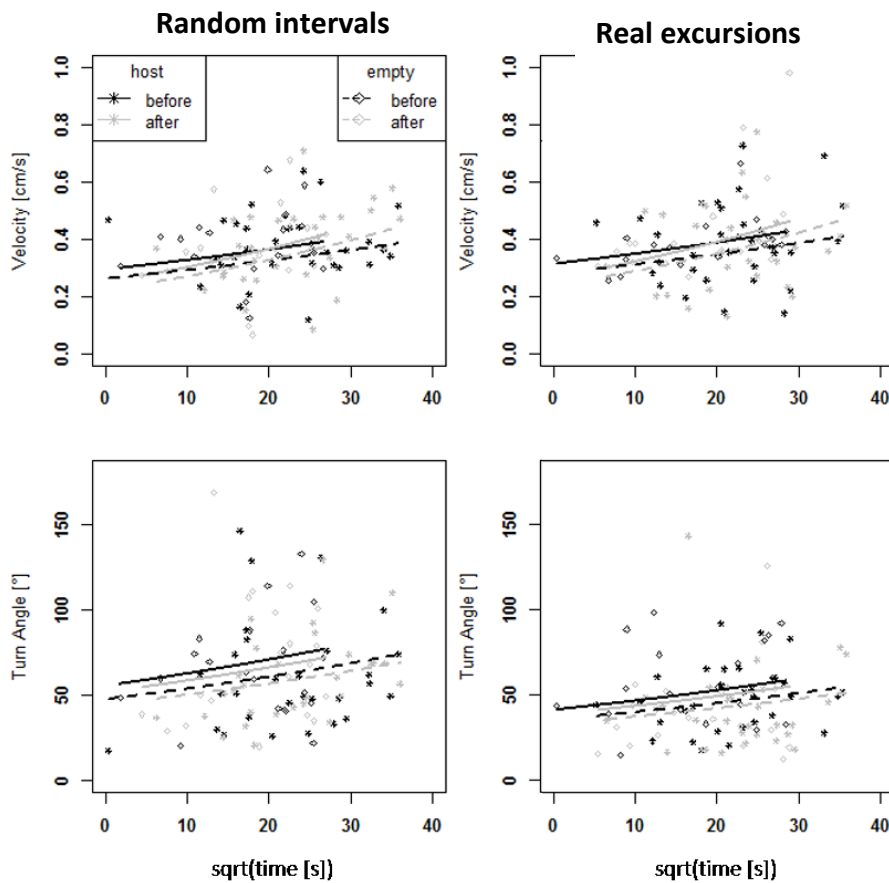 Random intervals
Real excursions
Velocity [cm/s]
1.0
0.8
0.6
0.4
0.2
0.0
host
before
after
empty
before
after
0 10 20 30 40
Velocity [cm/s]
1.0
0.8
0.6
0.4
0.2
0.0
0 10 20 30 40
Turn Angle [°]
150
100
50
0
0 10 20 30 40
sqrt(time [s])
Turn Angle [°]
150
100
50
0
0 10 20 30 40
sqrt(time [s])